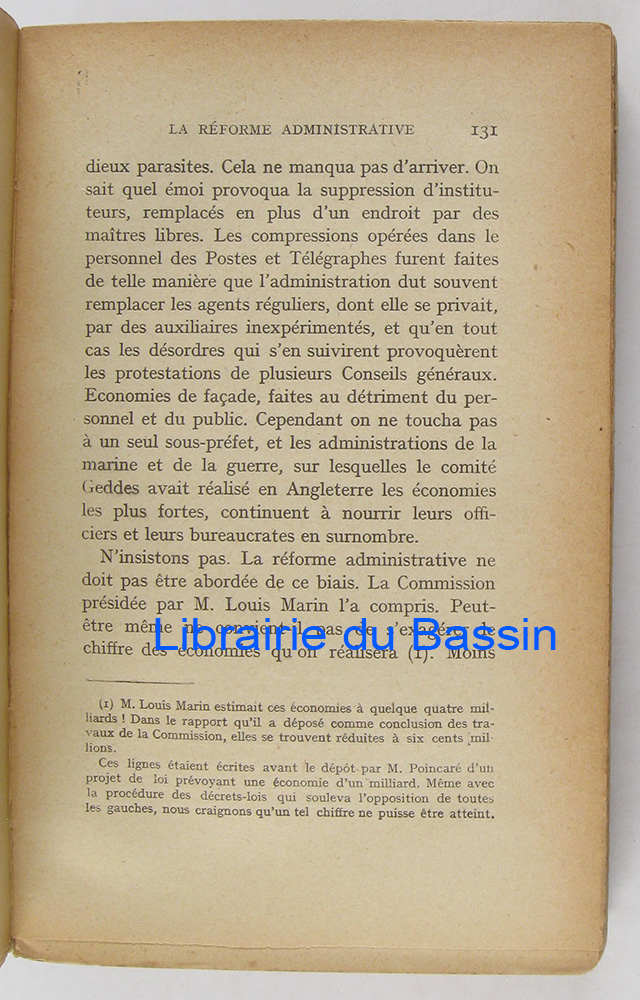 LA RÉFORME ADMINISTRATIVE 131
dieux parasites. Cela ne manqua pas d'arriver. On
sait quel émoi provoqua la suppression d'institu-
teurs, remplacés en plus d'un endroit par des
maîtres libres. Les compressions opérées dans le
personnel des Postes et Télégraphes furent faites
de telle manière que l'administration dut souvent
remplacer les agents réguliers, dont elle se privait,
par des auxiliaires inexpérimentés, et qu'en tout
cas les désordres qui s'en suivirent provoquèrent
les protestations de plusieurs Conseils généraux.
Economies de façade, faites au détriment du per-
sonnel et du public. Cependant on ne toucha pas
à un seul sous-préfet, et les administrations de la
marine et de la guerre, sur lesquelles le comité
Geddes avait réalisé en Angleterre les économies
les plus fortes, continuent à nourrir leurs offi-
ciers et leurs bureaucrates en surnombre.
N'insistons pas. La réforme administrative ne
doit pas être abordée de ce biais. La Commission
présidée par M. Louis Marin l'a compris. Peut-
être même ne convient-il pas de s'exagérer le
Librairie du Bassin
chiffre des économies qu'on réalisera (1). Moins
(1) M. Louis Marin estimait ces économies à quelque quatre mil-
liards ! Dans le rapport qu'il a déposé comme conclusion des tra-
vaux de la Commission, elles se trouvent réduites à six cents mil-
lions.
Ces lignes étaient écrites avant le dépôt par M. Poincaré d'un
projet de loi prévoyant une économie d'un milliard. Même avec
la procédure des décrets-lois qui souleva l'opposition de toutes
les gauches, nous craignons qu'un tel chiffre ne puisse être atteint.